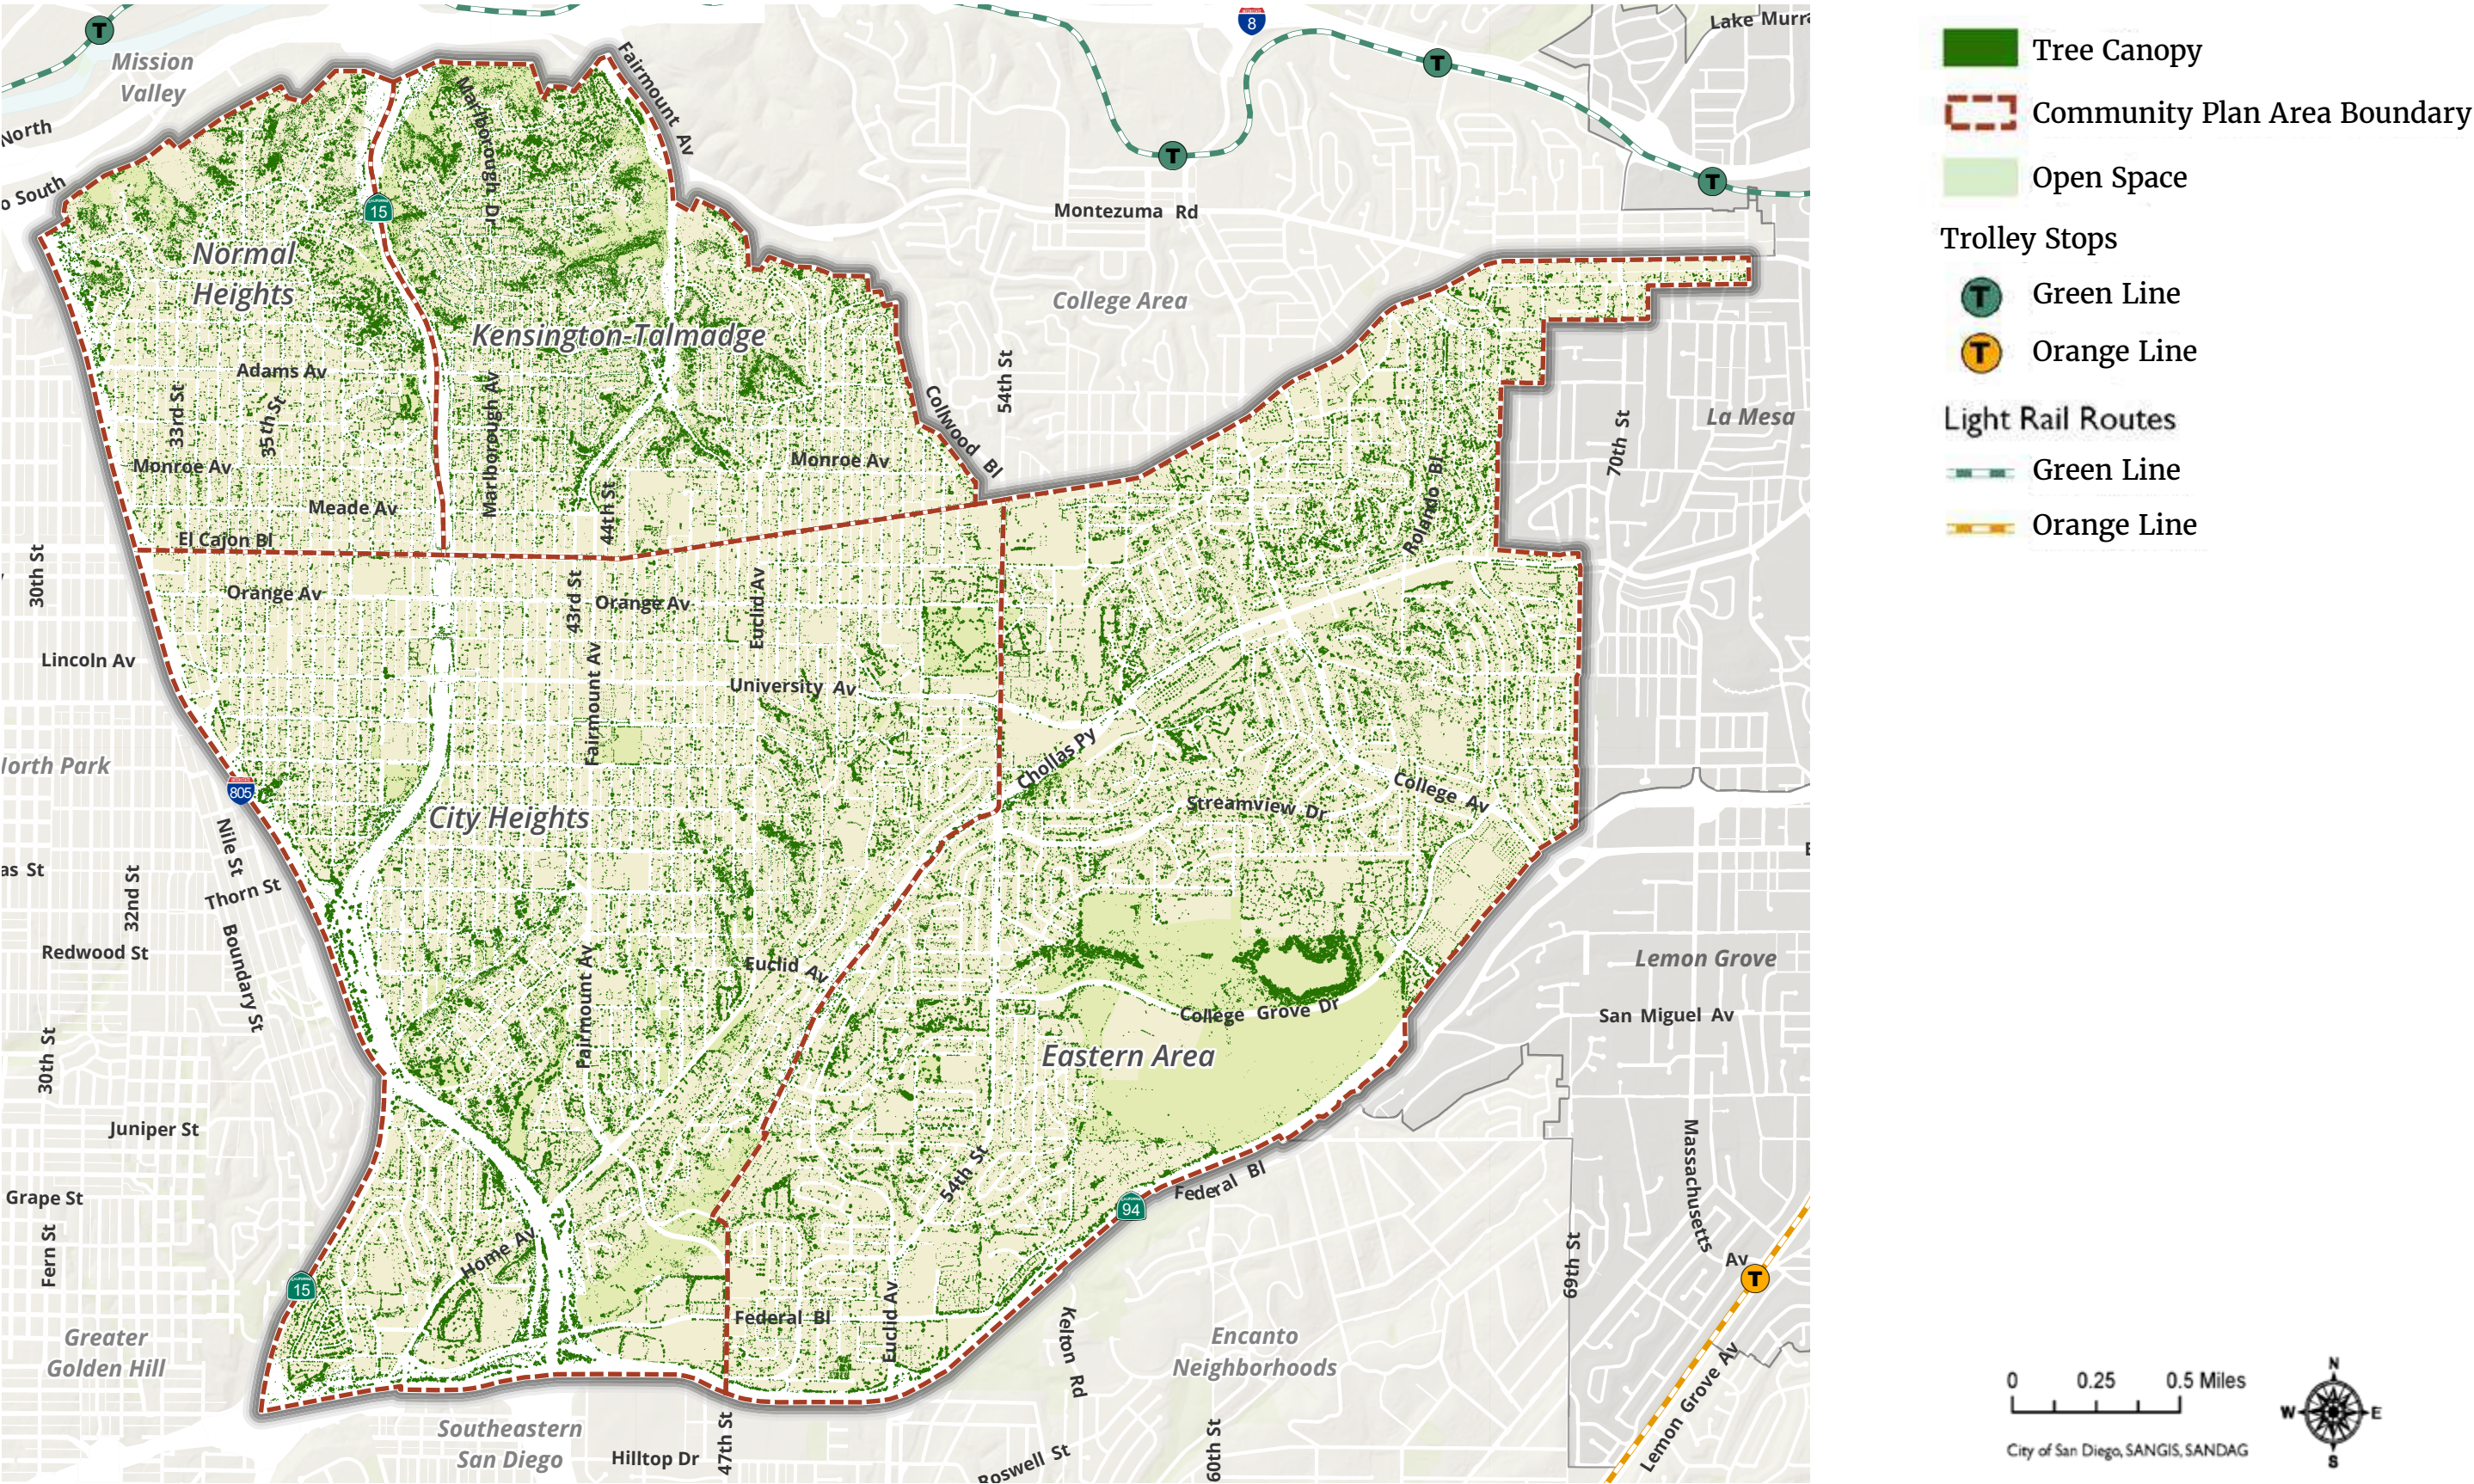 T
Mission
Valley
North
o South
Fairmount Av
Marlborough Dr
15
Normal
Heights
Kensington-Talmadge
8
T
T
T
Lake Murra
Montezuma Rd
College Area
54th St
Collwood Bl
70th St
La Mesa
Adams Av
33rd St
35th St
Marlborough Av
Monroe Av
Monroe Av
Meade Av
44th St
El Cajon Bl
Rolando Bl
30th St
Orange Av
43rd St
Orange Av
Euclid Av
Lincoln Av
University Av
Fairmount Av
Chollas Py
College Av
Streamview Dr
orth Park
805
City Heights
Nile St
Thorn St
32nd St
as St
Redwood St
Boundary St
Euclid Av
Fairmount Av
College Grove Dr
Eastern Area
Lemon Grove
San Miguel Av
30th St
Juniper St
Grape St
Fern St
54th St
Federal Bl
94
Massachusetts
Av
T
69th St
Home Av
15
Federal Bl
Euclid Av
Kelton Rd
Encanto
Neighborhoods
Greater
Golden Hill
Southeastern
San Diego
Hilltop Dr
47th St
Roswell St
60th St
Lemon Grove Av
Tree Canopy
Community Plan Area Boundary
Open Space
Trolley Stops
T Green Line
T Orange Line
Light Rail Routes
Green Line
Orange Line
0 0.25 0.5 Miles
City of San Diego, SANGIS, SANDAG
N
W E
S